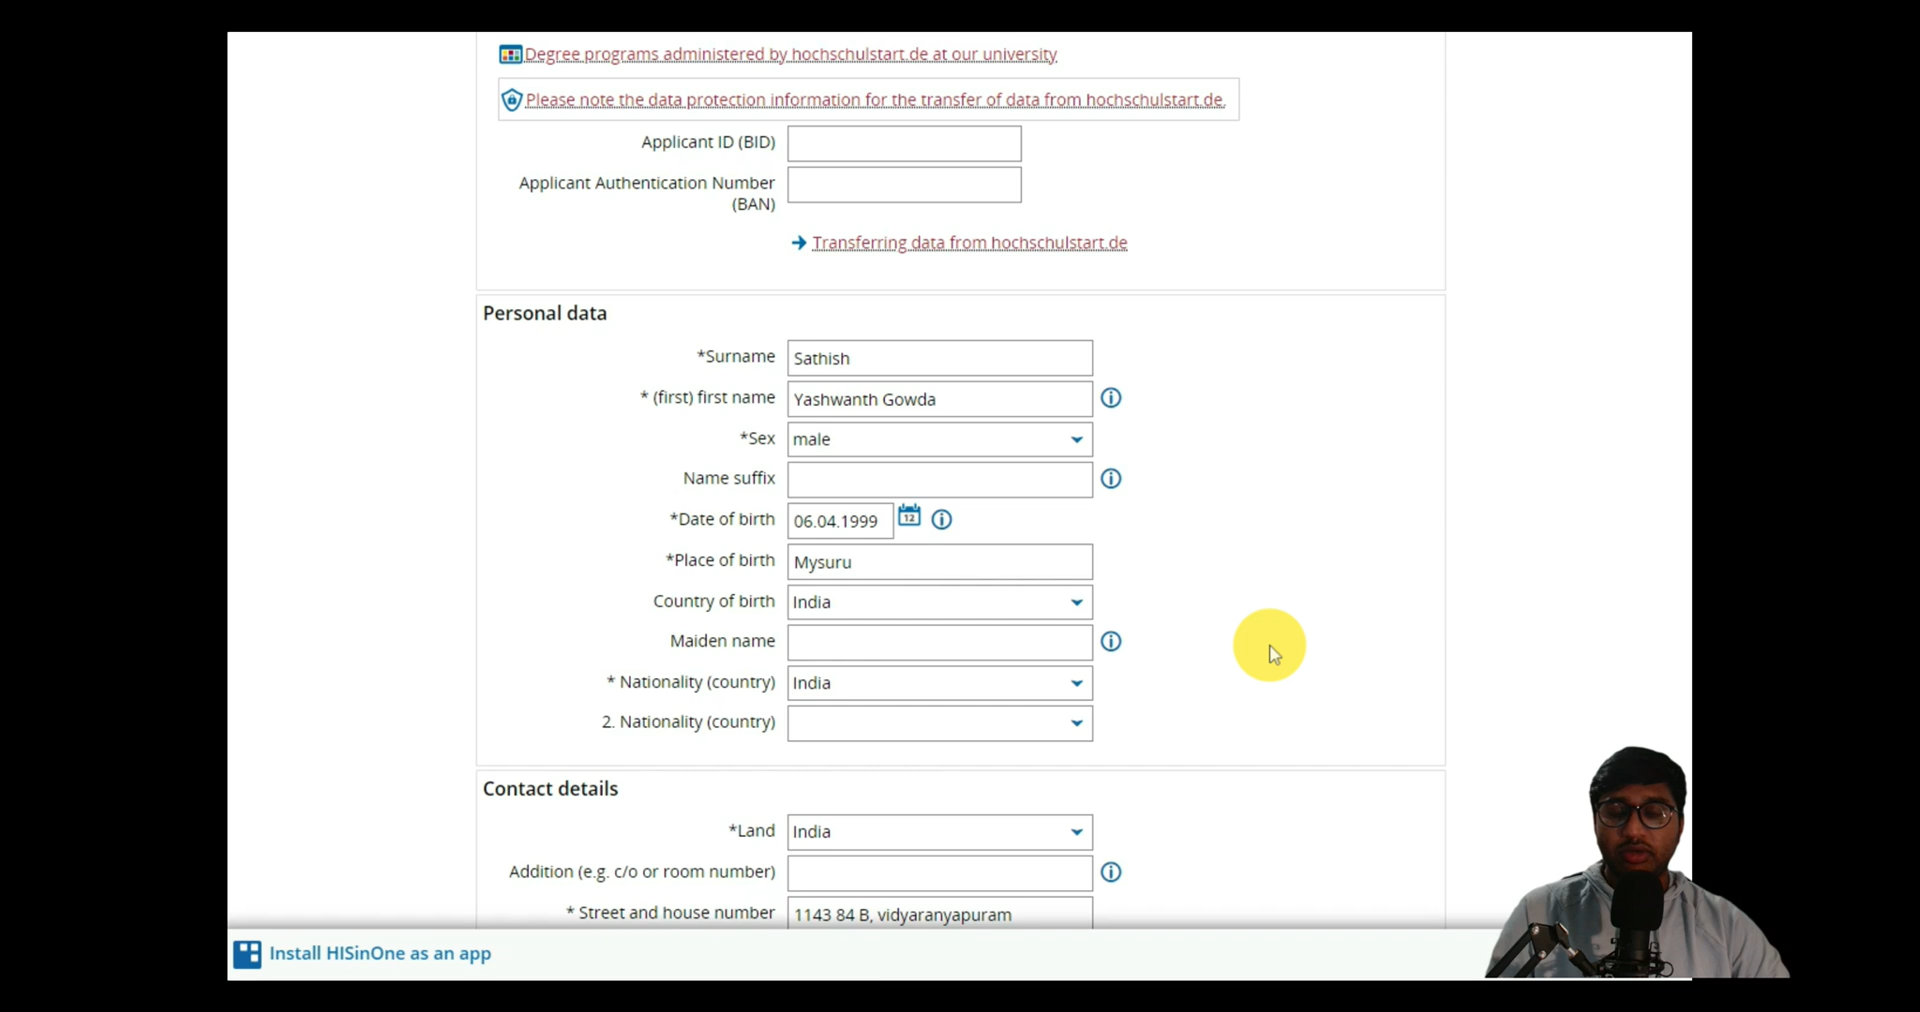 Degree programs administered by hochschulstart.de at our university
Please note the data protection information for the transfer of data from hochschulstart.de.
Applicant ID (BID)
Applicant Authentication Number
(BAN)
Transferring data from hochschulstart.de
Personal data
*Surname Sathish
* (first) first name Yashwanth Gowda
*Sex male
Name suffix
*Date of birth 06.04.1999 12
*Place of birth Mysuru
Country of birth India
Maiden name
* Nationality (country) India
2. Nationality (country)
Contact details
*Land India
Addition (e.g. c/o or room number)
* Street and house number 1143 84 B, vidyaranyapuram
Install HISinOne as an app